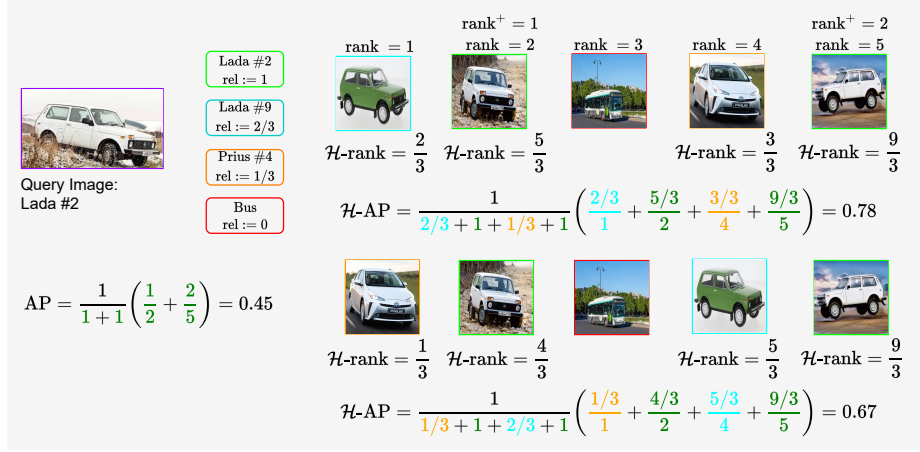 rank⁺ = 1
rank⁺ = 2
rank = 1
rank = 2
rank = 3
rank = 4
rank = 5
Lada #2
rel := 1
Lada #9
rel := 2/3
Prius #4
rel := 1/3
Bus
rel := 0
Query Image:
Lada #2
ℋ-rank = 2/3
ℋ-rank = 5/3
ℋ-rank = 3/3
ℋ-rank = 9/3
ℋ-AP = 1/(2/3 + 1 + 1/3 + 1) ((2/3)/1 + (5/3)/2 + (3/3)/4 + (9/3)/5) = 0.78
AP = 1/(1 + 1) (1/2 + 2/5) = 0.45
ℋ-rank = 1/3
ℋ-rank = 4/3
ℋ-rank = 5/3
ℋ-rank = 9/3
ℋ-AP = 1/(1/3 + 1 + 2/3 + 1) ((1/3)/1 + (4/3)/2 + (5/3)/4 + (9/3)/5) = 0.67